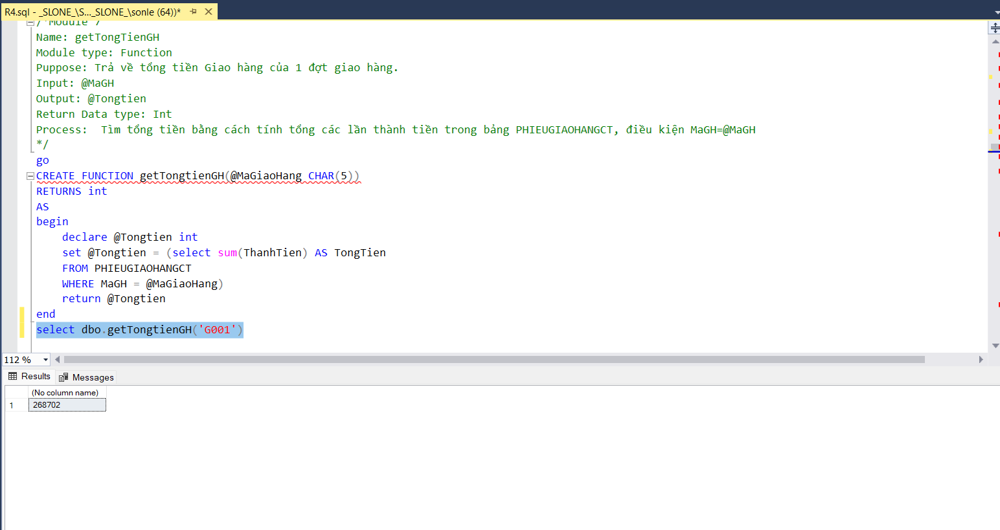 R4.sql - _SLONE_\S..._SLONE_\sonle (64))*
/*Module 7
Name: getTongTienGH
Module type: Function
Puppose: Trả về tổng tiền Giao hàng của 1 đợt giao hàng.
Input: @MaGH
Output: @Tongtien
Return Data type: Int
Process:  Tìm tổng tiền bằng cách tính tổng các lần thành tiền trong bảng PHIEUGIAOHANGCT, điều kiện MaGH=@MaGH
*/
go
CREATE FUNCTION getTongtienGH(@MaGiaoHang CHAR(5))
RETURNS int
AS
begin
declare @Tongtien int
set @Tongtien = (select sum(ThanhTien) AS TongTien
FROM PHIEUGIAOHANGCT
WHERE MaGH = @MaGiaoHang)
return @Tongtien
end
select dbo.getTongtienGH('G001')
112 %
Results Messages
(No column name)
1 268702